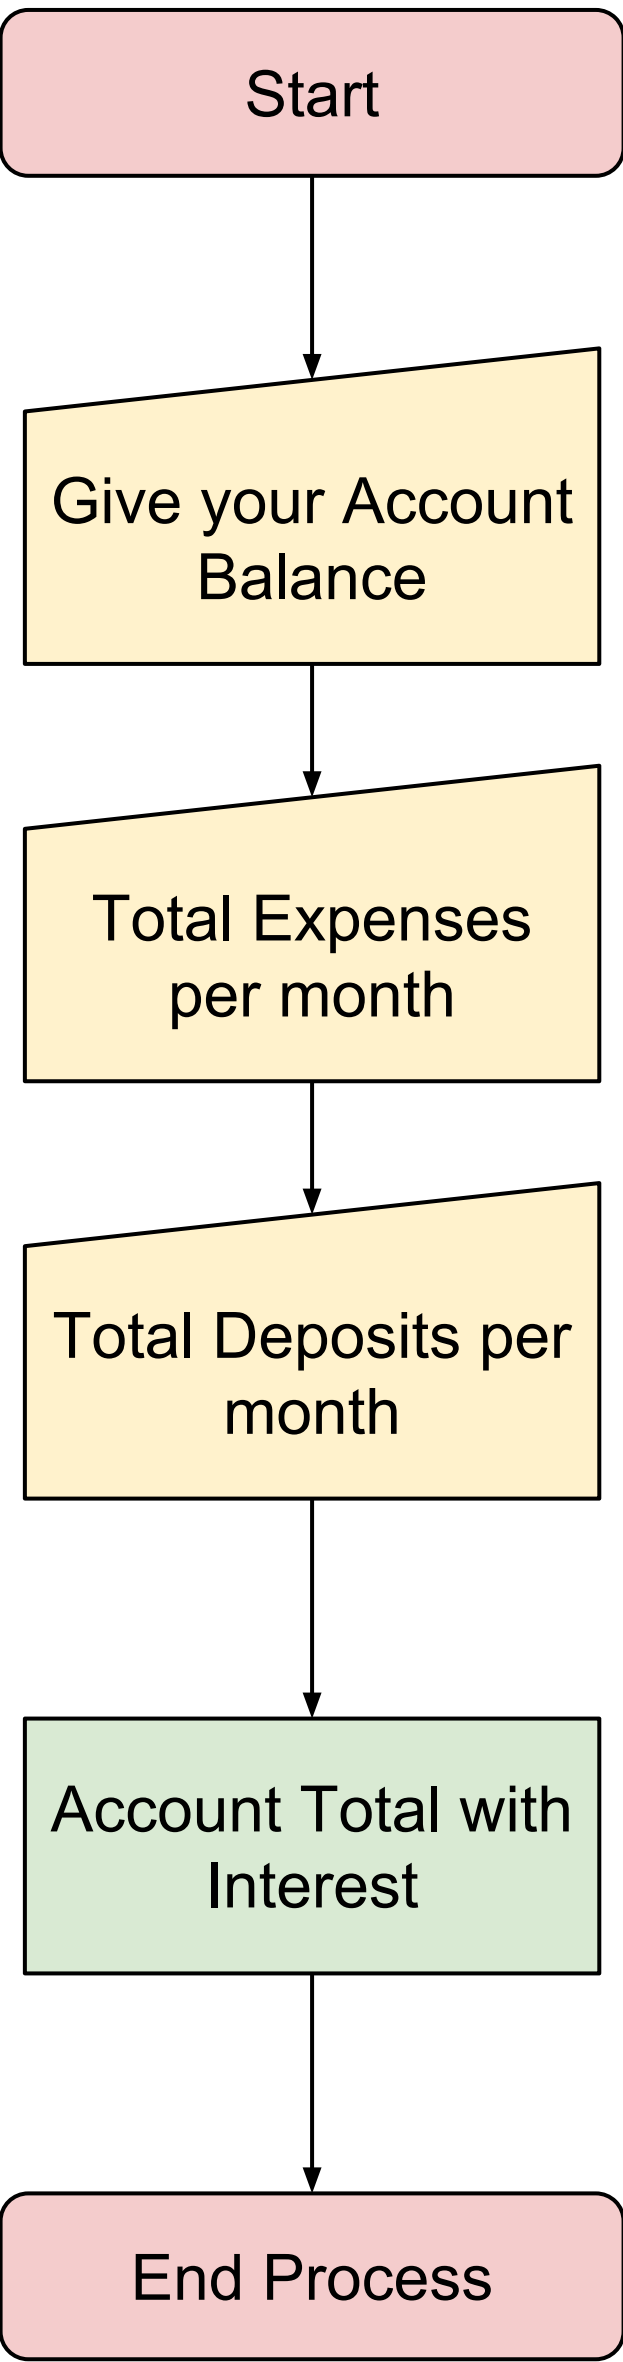 Start
Give your Account
Balance
Total Expenses
per month
Total Deposits per
month
Account Total with
Interest
End Process